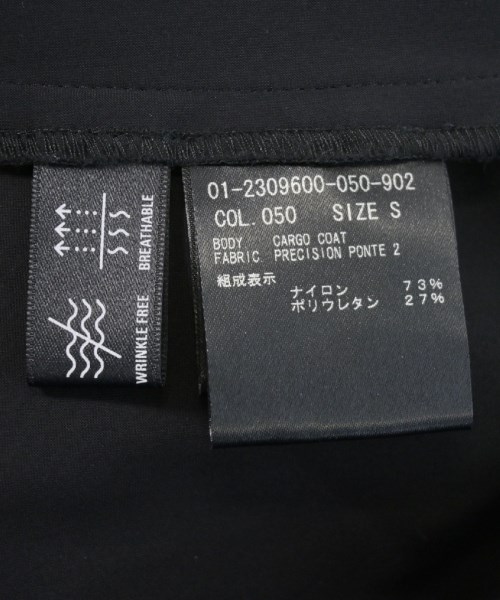 BREATHABLE
WRINKLE FREE
01-2309600-050-902
COL. 050 SIZE S
BODY CARGO COAT
FABRIC PRECISION PONTE 2
組成表示
ナイロン 73%
ポリウレタン 27%